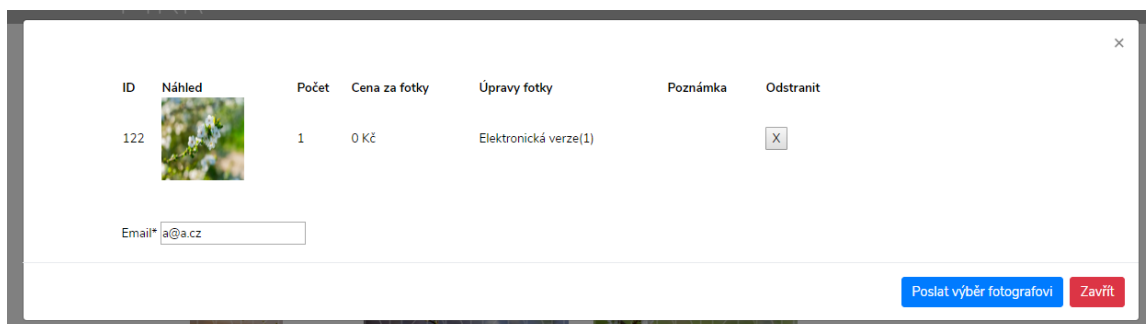 ×
ID Náhled Počet Cena za fotky Úpravy fotky Poznámka Odstranit
122 1 0 Kč Elektronická verze(1) X
Email* a@a.cz
Poslat výběr fotografovi Zavřít